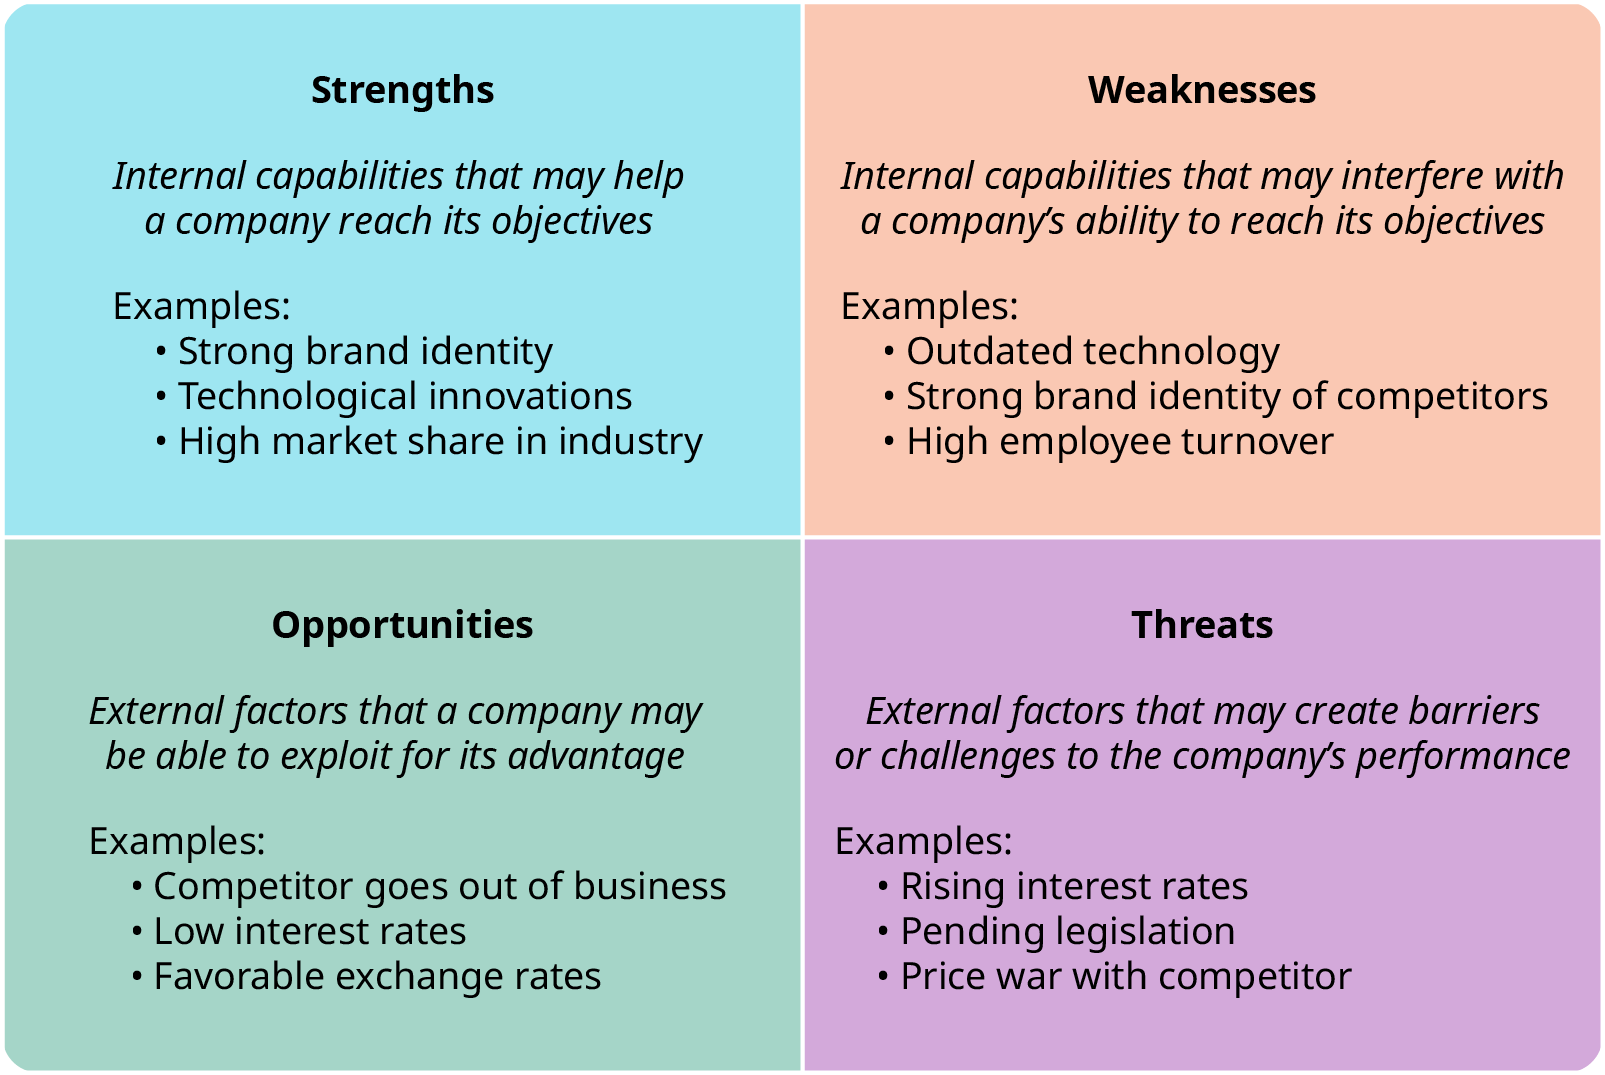 Strengths
Internal capabilities that may help
a company reach its objectives
Examples:
• Strong brand identity
• Technological innovations
• High market share in industry
Weaknesses
Internal capabilities that may interfere with
a company’s ability to reach its objectives
Examples:
• Outdated technology
• Strong brand identity of competitors
• High employee turnover
Opportunities
External factors that a company may
be able to exploit for its advantage
Examples:
• Competitor goes out of business
• Low interest rates
• Favorable exchange rates
Threats
External factors that may create barriers
or challenges to the company’s performance
Examples:
• Rising interest rates
• Pending legislation
• Price war with competitor